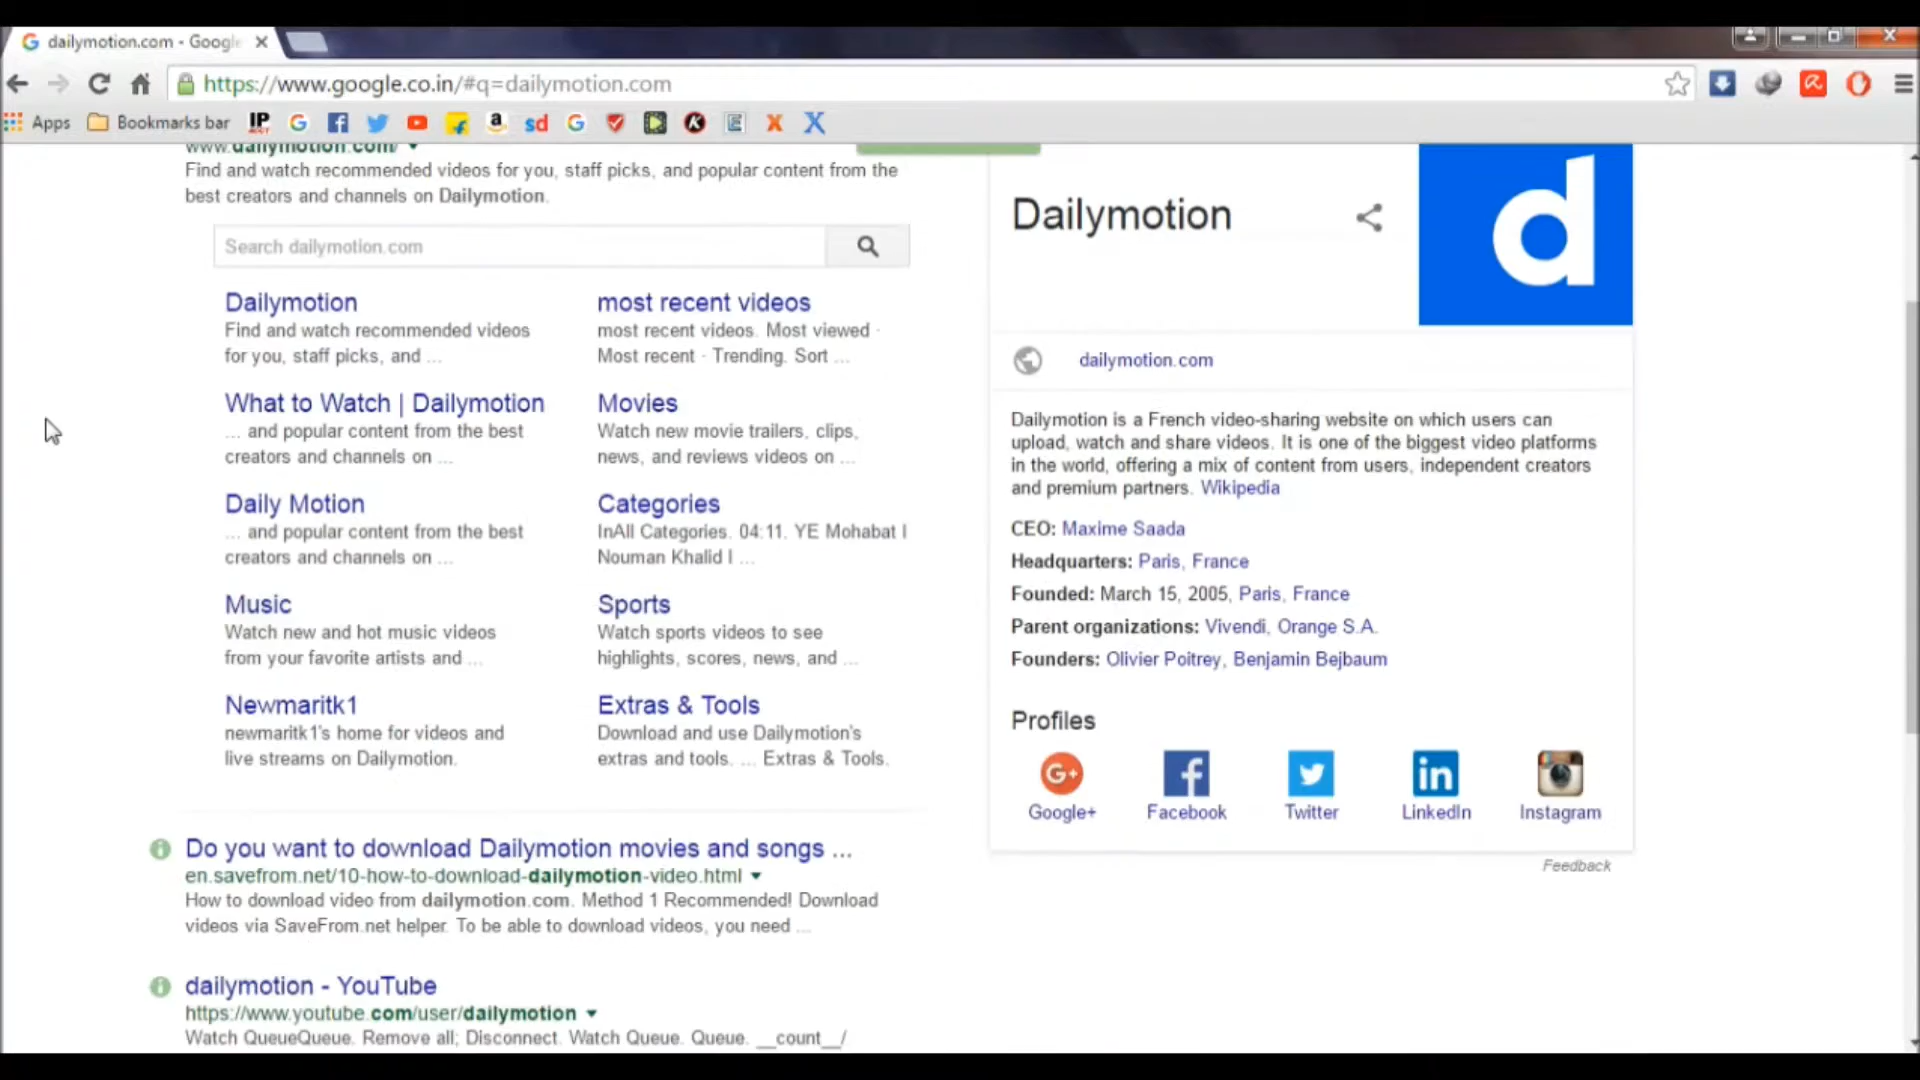 dailymotion.com - Google
https://www.google.co.in/#q=dailymotion.com
Apps
Bookmarks bar
www.dailymotion.com/
Find and watch recommended videos for you, staff picks, and popular content from the
best creators and channels on Dailymotion.
Search dailymotion.com
Dailymotion
Find and watch recommended videos
for you, staff picks, and ...
most recent videos
most recent videos. Most viewed ·
Most recent · Trending. Sort ...
What to Watch | Dailymotion
... and popular content from the best
creators and channels on ...
Movies
Watch new movie trailers, clips,
news, and reviews videos on ...
Daily Motion
... and popular content from the best
creators and channels on ...
Categories
InAll Categories. 04:11. YE Mohabat I
Nouman Khalid I ...
Music
Watch new and hot music videos
from your favorite artists and ...
Sports
Watch sports videos to see
highlights, scores, news, and ...
Newmaritk1
newmaritk1's home for videos and
live streams on Dailymotion.
Extras & Tools
Download and use Dailymotion's
extras and tools. ... Extras & Tools.
Do you want to download Dailymotion movies and songs ...
en.savefrom.net/10-how-to-download-dailymotion-video.html
How to download video from dailymotion.com. Method 1 Recommended! Download
videos via SaveFrom.net helper. To be able to download videos, you need ...
dailymotion - YouTube
https://www.youtube.com/user/dailymotion
Watch QueueQueue. Remove all; Disconnect. Watch Queue. Queue. __count__/
Dailymotion
d
dailymotion.com
Dailymotion is a French video-sharing website on which users can
upload, watch and share videos. It is one of the biggest video platforms
in the world, offering a mix of content from users, independent creators
and premium partners. Wikipedia
CEO: Maxime Saada
Headquarters: Paris, France
Founded: March 15, 2005, Paris, France
Parent organizations: Vivendi, Orange S.A.
Founders: Olivier Poitrey, Benjamin Bejbaum
Profiles
Google+
Facebook
Twitter
LinkedIn
Instagram
Feedback